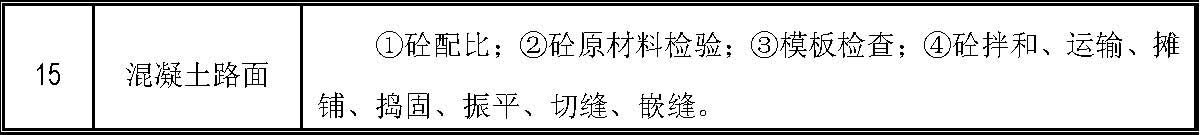 15
混凝土路面
①砼配比；②砼原材料检验；③模板检查；④砼拌和、运输、摊
铺、捣固、振平、切缝、嵌缝。